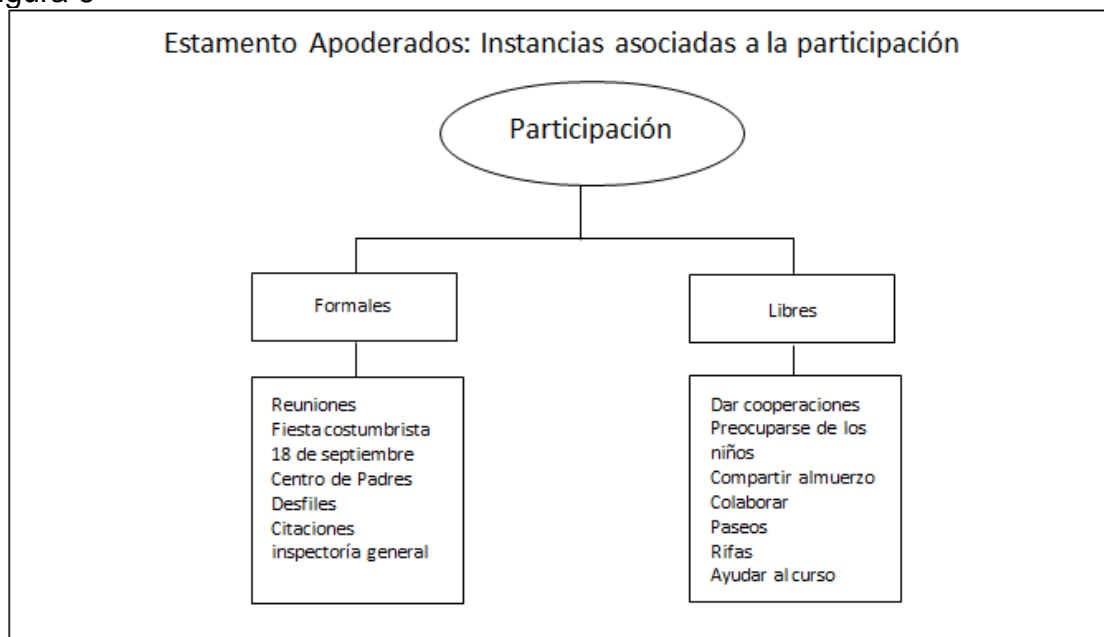 Estamento Apoderados: Instancias asociadas a la participación
Participación
Formales
Libres
Reuniones
Fiesta costumbrista
18 de septiembre
Centro de Padres
Desfiles
Citaciones
inspectoría general
Dar cooperaciones
Preocuparse de los
niños
Compartir almuerzo
Colaborar
Paseos
Rifas
Ayudar al curso